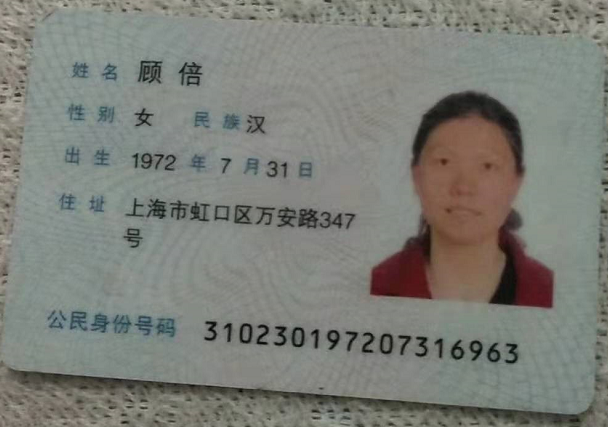 姓名 顾倍
性别 女 民族 汉
出生 1972 年 7 月 31 日
住址 上海市虹口区万安路347
号
公民身份号码 310230197207316963